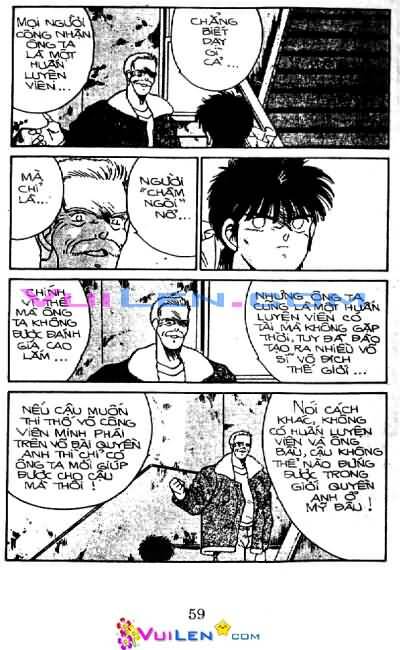 MỌI NGƯỜI
CÔNG NHẬN
ÔNG TA
LÀ MỘT
HUẤN
LUYỆN
VIÊN...
CHẲNG
BIẾT
DẠY
GÌ
CẢ...
MÀ
CHỈ
LÀ...
NGƯỜI
"CHÂM
NGÒI"
NỔ...
CHÍNH
VÌ THẾ
MÀ ÔNG
TA KHÔNG
ĐƯỢC ĐÁNH
GIÁ CAO
LẮM...
NHƯNG ÔNG TA
CŨNG LÀ MỘT HUẤN
LUYỆN VIÊN CÓ
TÀI MÀ KHÔNG GẶP
THỜI, TUY ĐÃ ĐÀO
TẠO RA NHIỀU VÕ
SĨ VÔ ĐỊCH
THẾ GIỚI...
VUILEN.COM
NẾU CẬU MUỐN
THI THỐ VÕ CÔNG
VIÊN MÌNH PHẢI
TRÊN VÕ ĐÀI QUYỀN
ANH THÌ CHỈ CÓ
ÔNG TA MỚI GIÚP
ĐƯỢC CHO CẬU
MÀ THÔI!
NÓI CÁCH
KHÁC, KHÔNG
CÓ HUẤN LUYỆN
VIÊN VÀ ÔNG
BẦU, CẬU KHÔNG
THỂ NÀO ĐỨNG
ĐƯỢC TRONG
GIỚI QUYỀN
ANH Ở
MỸ ĐÂU!
59
VUILEN.COM